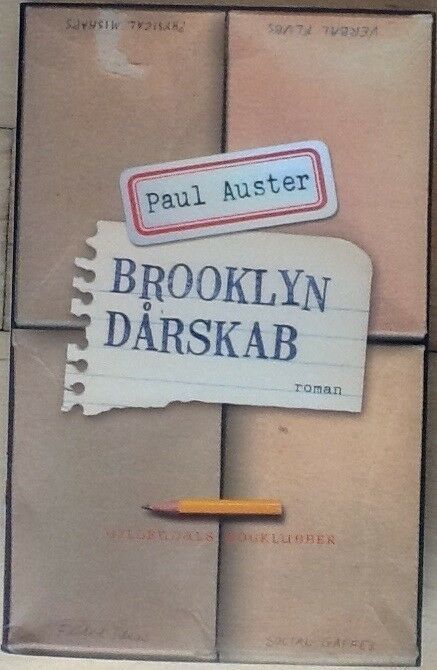 PHYSICAL MISHAPS
VERBAL FLUBS
Paul Auster
BROOKLYN
DÅRSKAB
roman
GYLDENDALS BOGKLUBBER
SOCIAL GAFFES